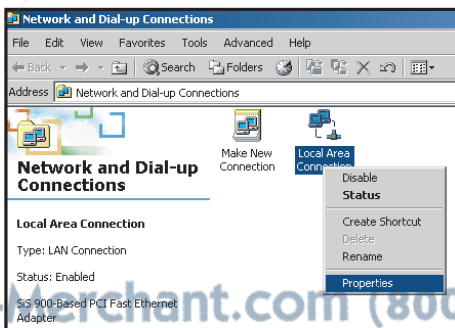 Network and Dial-up Connections
File Edit View Favorites Tools Advanced Help
Back Search Folders
Address Network and Dial-up Connections
Network and Dial-up
Connections
Make New
Connection
Local Area
Connection
Disable
Status
Create Shortcut
Delete
Rename
Properties
Local Area Connection
Type: LAN Connection
Status: Enabled
SiS 900-Based PCI Fast Ethernet
Adapter
-Merchant.com (800